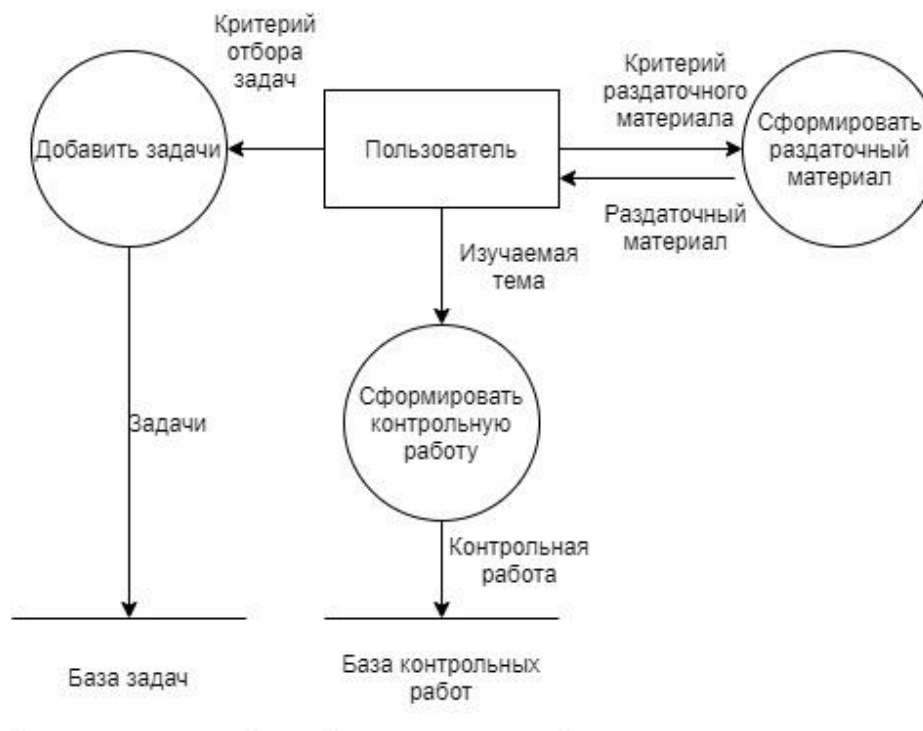 Критерий
отбора
задач
Добавить задачи
Пользователь
Критерий
раздаточного
материала
Сформировать
раздаточный
материал
Раздаточный
материал
Изучаемая
тема
Сформировать
контрольную
работу
Задачи
Контрольная
работа
База задач
База контрольных
работ